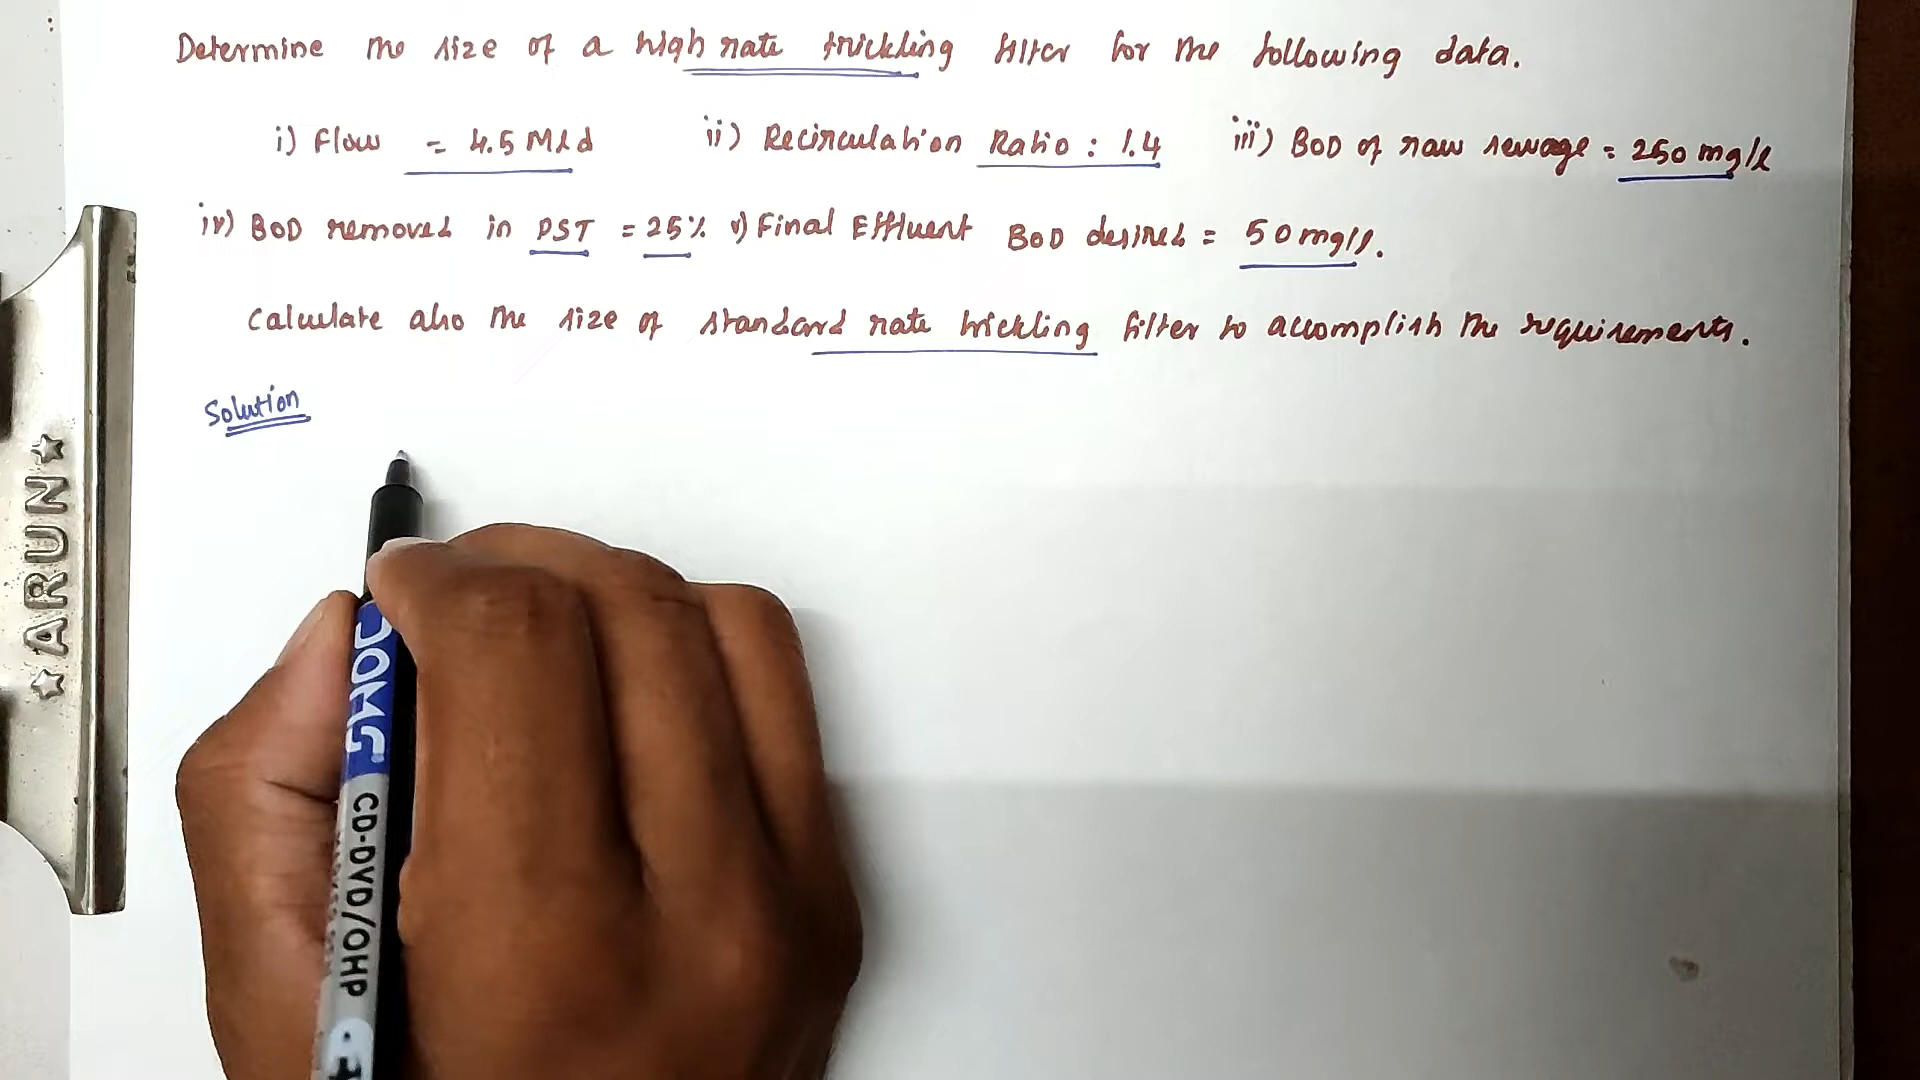 Determine the size of a high rate trickling filter for the following data.
i) Flow = 4.5 Mld ii) Recirculation Ratio : 1.4 iii) BOD of raw sewage = 250 mg/l
iv) BOD removed in PST = 25% v) Final Effluent BOD desired = 50 mg/l.
Calculate also the size of standard rate trickling filter to accomplish the requirements.
Solution
ARUN
DOMS
CD-DVD/OHP